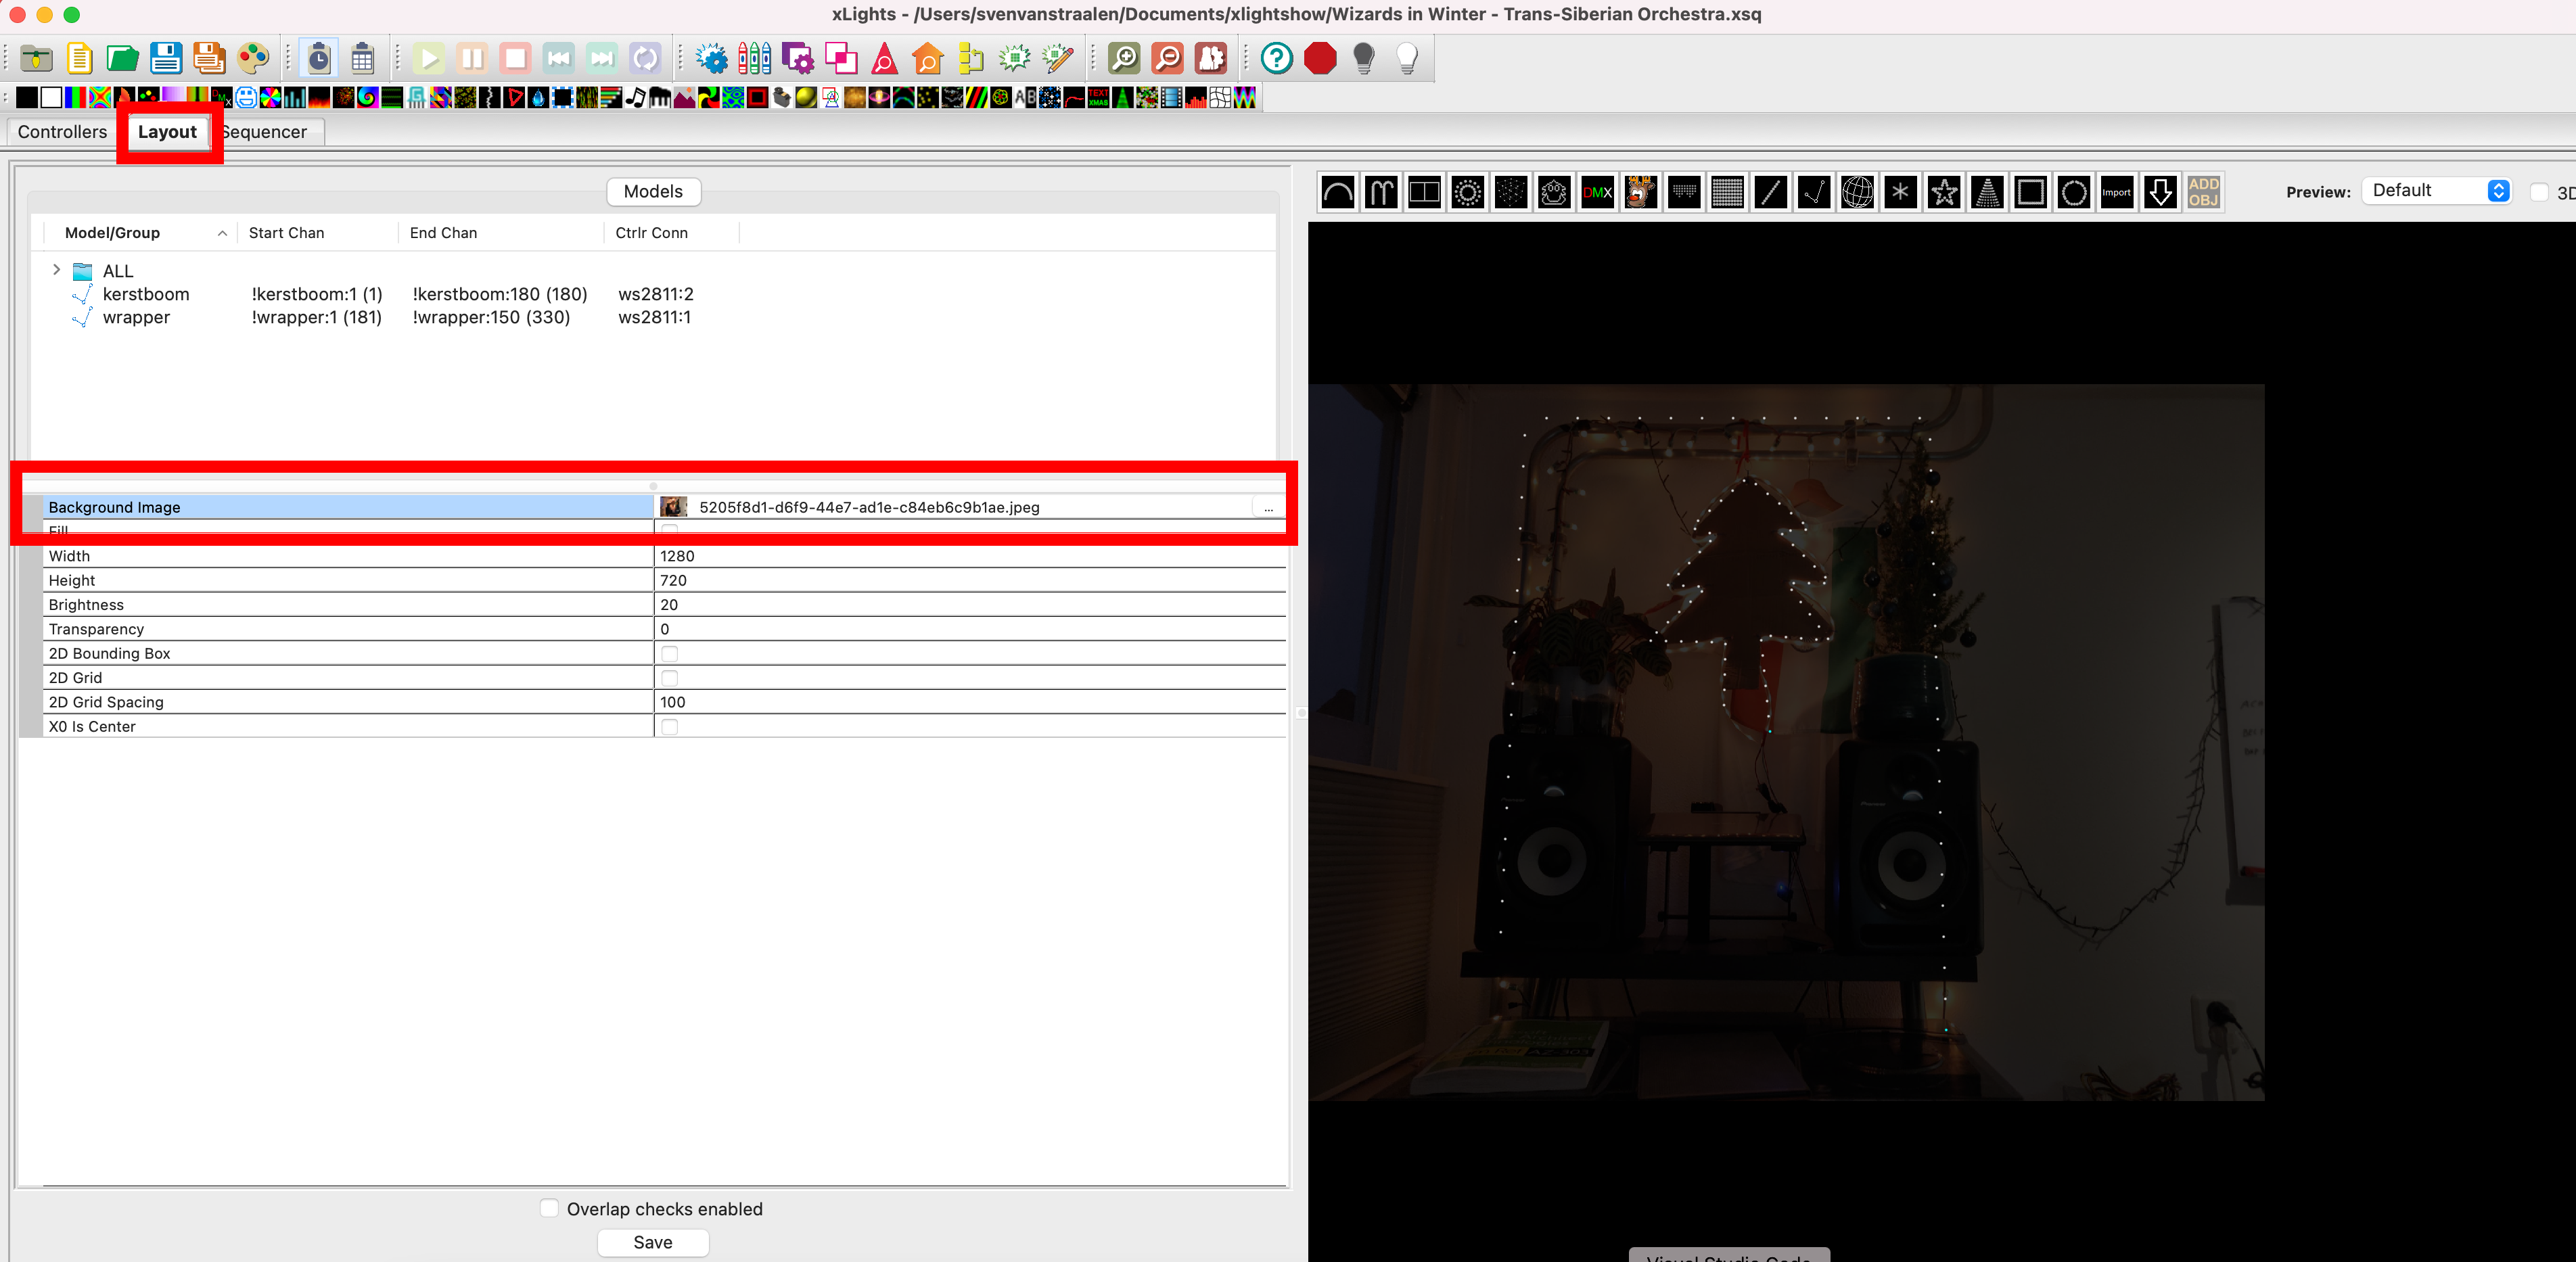 xLights - /Users/svenvanstraalen/Documents/xlightshow/Wizards in Winter - Trans-Siberian Orchestra.xsq
Controllers Layout Sequencer
Models
Model/Group Start Chan End Chan Ctrlr Conn
ALL
kerstboom !kerstboom:1 (1) !kerstboom:180 (180) ws2811:2
wrapper !wrapper:1 (181) !wrapper:150 (330) ws2811:1
Background Image 5205f8d1-d6f9-44e7-ad1e-c84eb6c9b1ae.jpeg ...
Fill
Width 1280
Height 720
Brightness 20
Transparency 0
2D Bounding Box
2D Grid
2D Grid Spacing 100
X0 Is Center
Overlap checks enabled
Save
DMX Import ADD OBJ Preview: Default 3D
Visual Studio Code